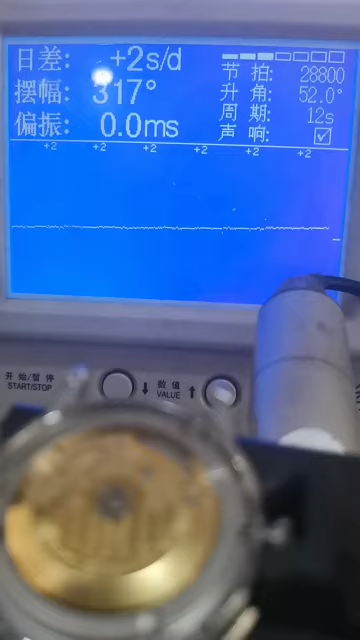 日差: +2s/d
摆幅: 317°
偏振: 0.0ms
节 拍: 28800
升 角: 52.0°
周 期: 12s
声 响: ☑
+2 +2 +2 +2 +2 +2
开始/暂停
START/STOP
数值
VALUE